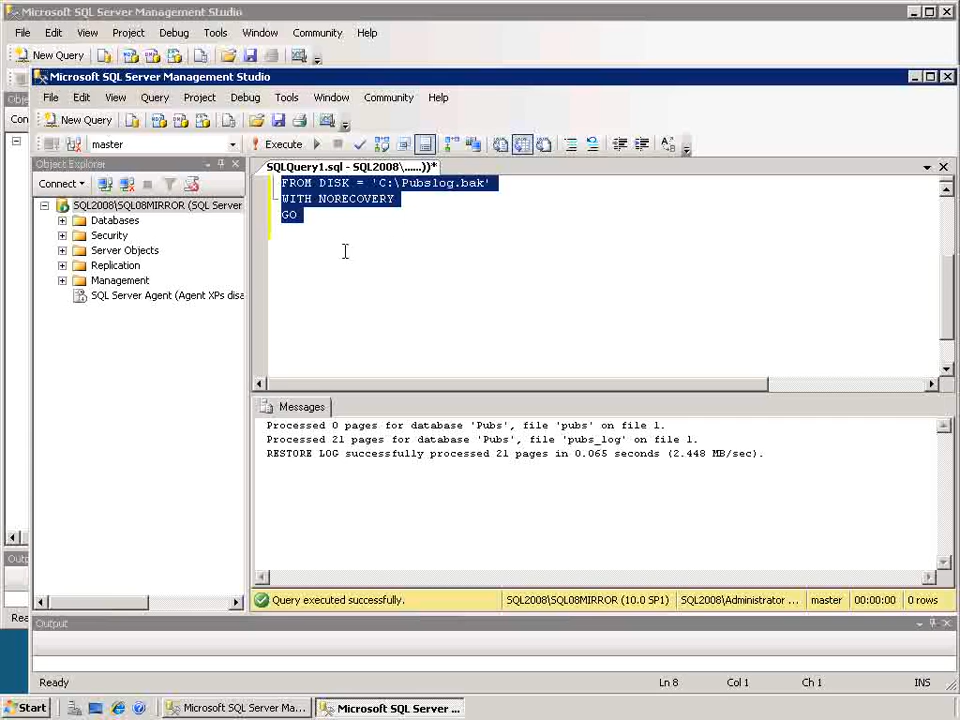 Microsoft SQL Server Management Studio
File Edit View Project Debug Tools Window Community Help
New Query
Microsoft SQL Server Management Studio
File Edit View Query Project Debug Tools Window Community Help
New Query
master
Execute
Obje
Object Explorer
SQLQuery1.sql - SQL2008\......))*
Con
Connect
FROM DISK = 'C:\Pubslog.bak'
WITH NORECOVERY
GO
SQL2008\SQL08MIRROR (SQL Server
Databases
Security
Server Objects
Replication
Management
SQL Server Agent (Agent XPs disa
Messages
Processed 0 pages for database 'Pubs', file 'pubs' on file 1.
Processed 21 pages for database 'Pubs', file 'pubs_log' on file 1.
RESTORE LOG successfully processed 21 pages in 0.065 seconds (2.448 MB/sec).
Outp
Query executed successfully.
SQL2008\SQL08MIRROR (10.0 SP1)
SQL2008\Administrator ...
master
00:00:00
0 rows
Rea
Output
Ready
Ln 8
Col 1
Ch 1
INS
Start
Microsoft SQL Server Ma...
Microsoft SQL Server ...